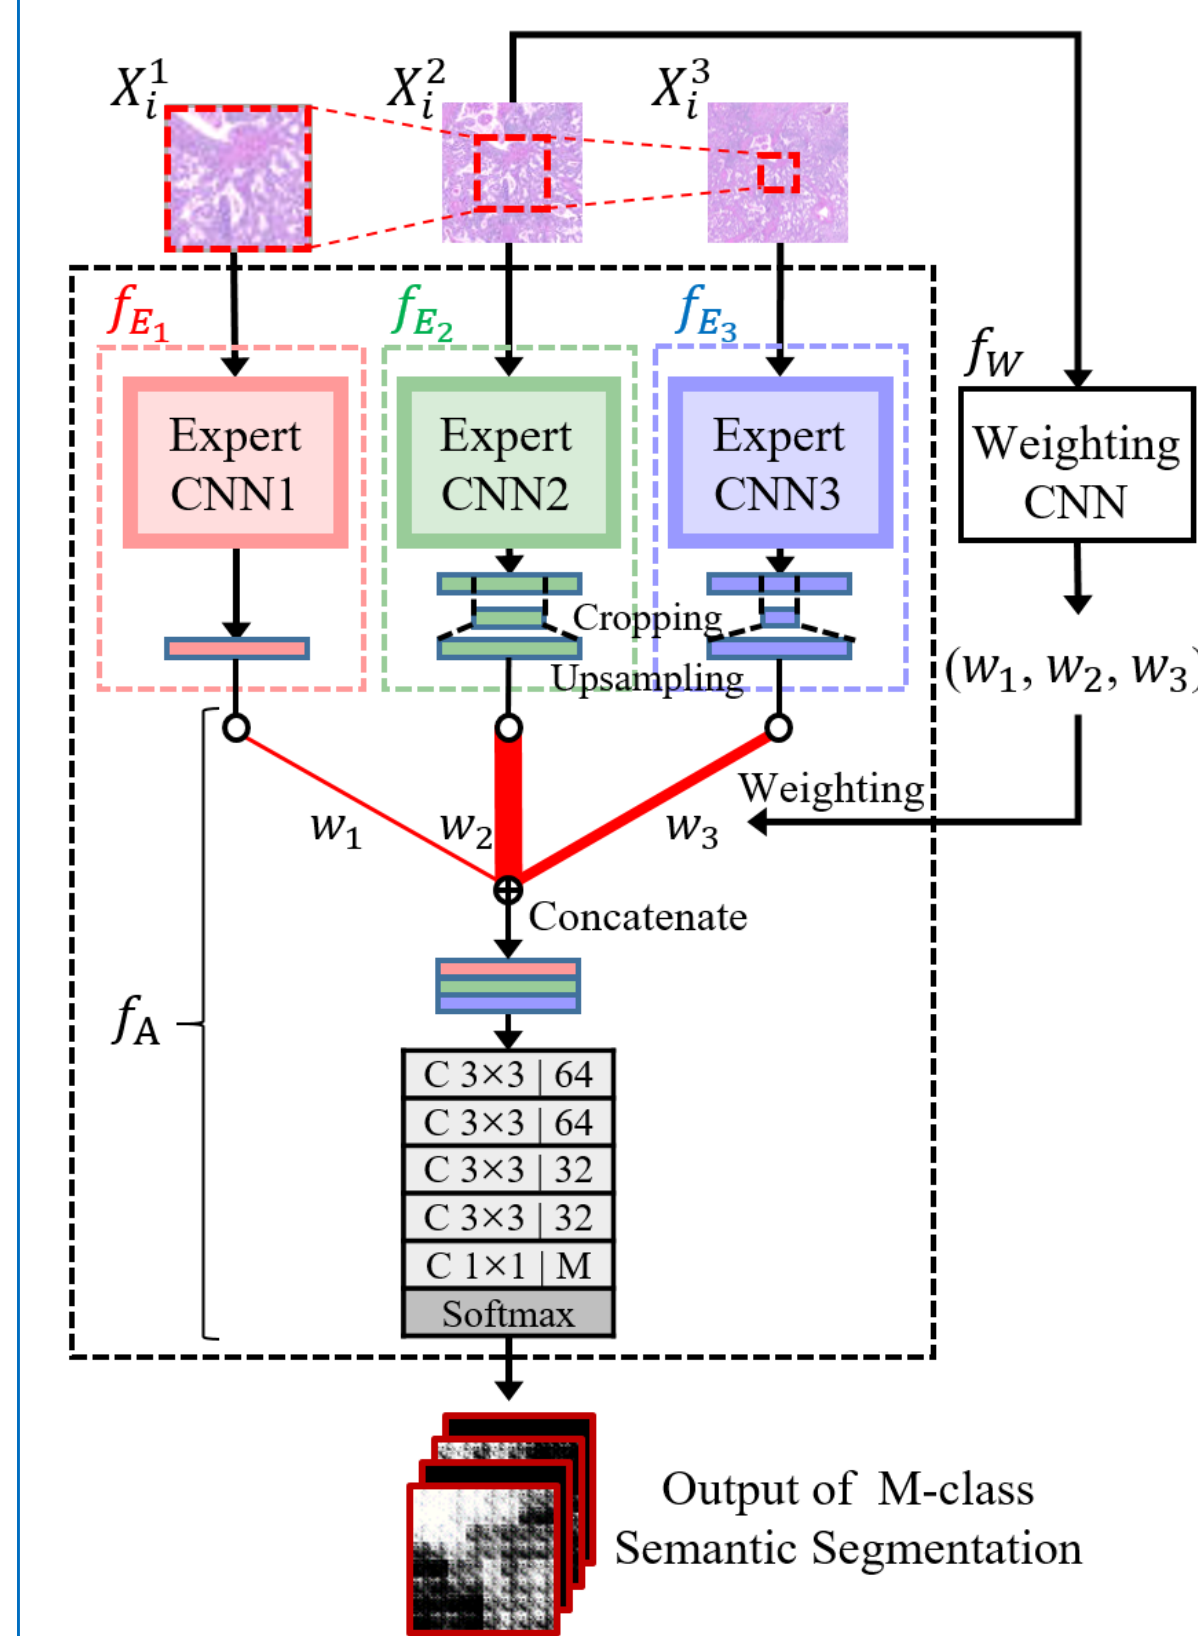 X_i^1 X_i^2 X_i^3
f_{E_1} f_{E_2} f_{E_3} f_W
Expert
CNN1
Expert
CNN2
Expert
CNN3
Weighting
CNN
Cropping
Upsampling
(w_1, w_2, w_3)
Weighting
w_1 w_2 w_3
Concatenate
f_A
C 3×3 | 64
C 3×3 | 64
C 3×3 | 32
C 3×3 | 32
C 1×1 | M
Softmax
Output of M-class
Semantic Segmentation